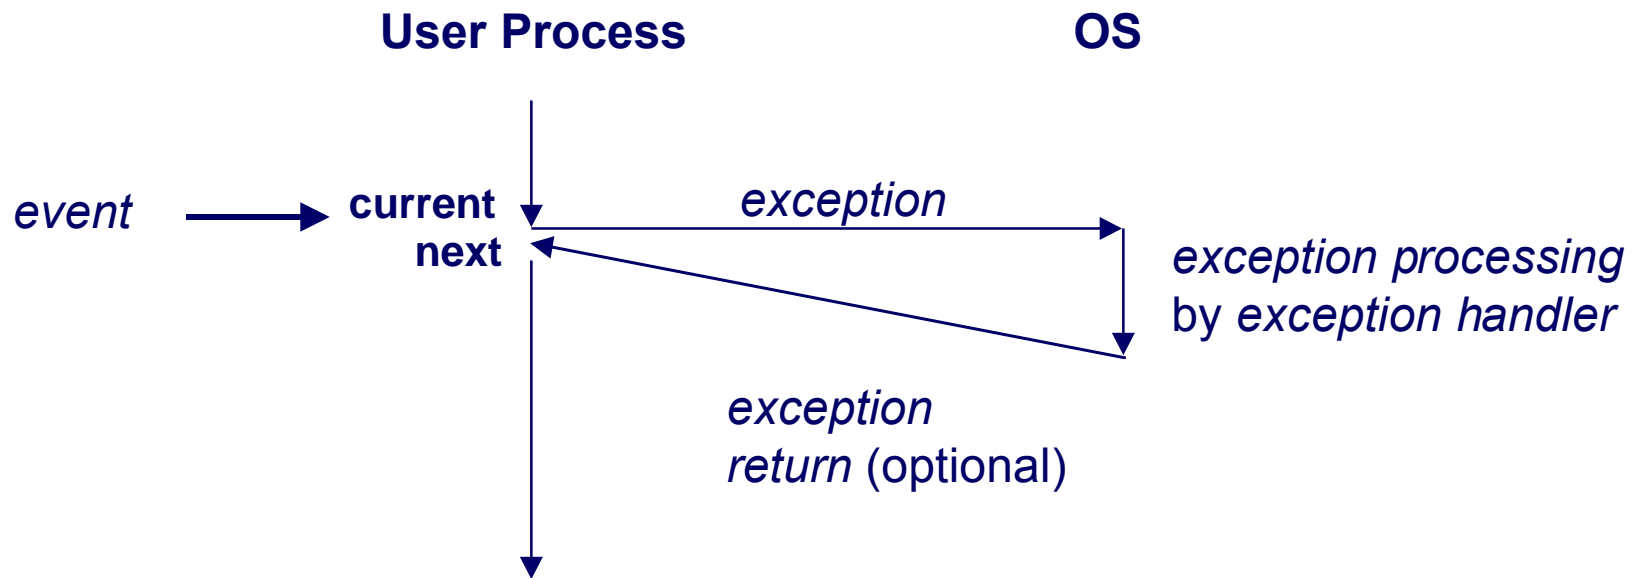 User Process
OS
event
current
next
exception
exception processing
by exception handler
exception
return (optional)